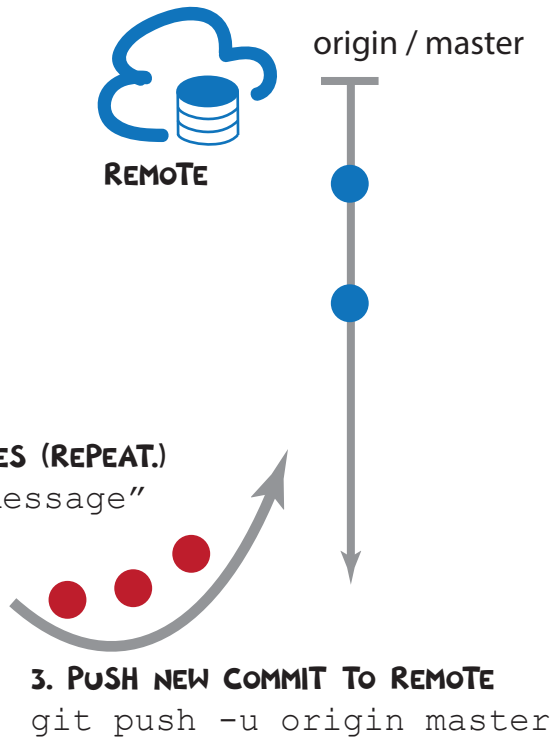 origin / master
REMOTE
ES (REPEAT.)
essage”
3. PUSH NEW COMMIT TO REMOTE
git push -u origin master